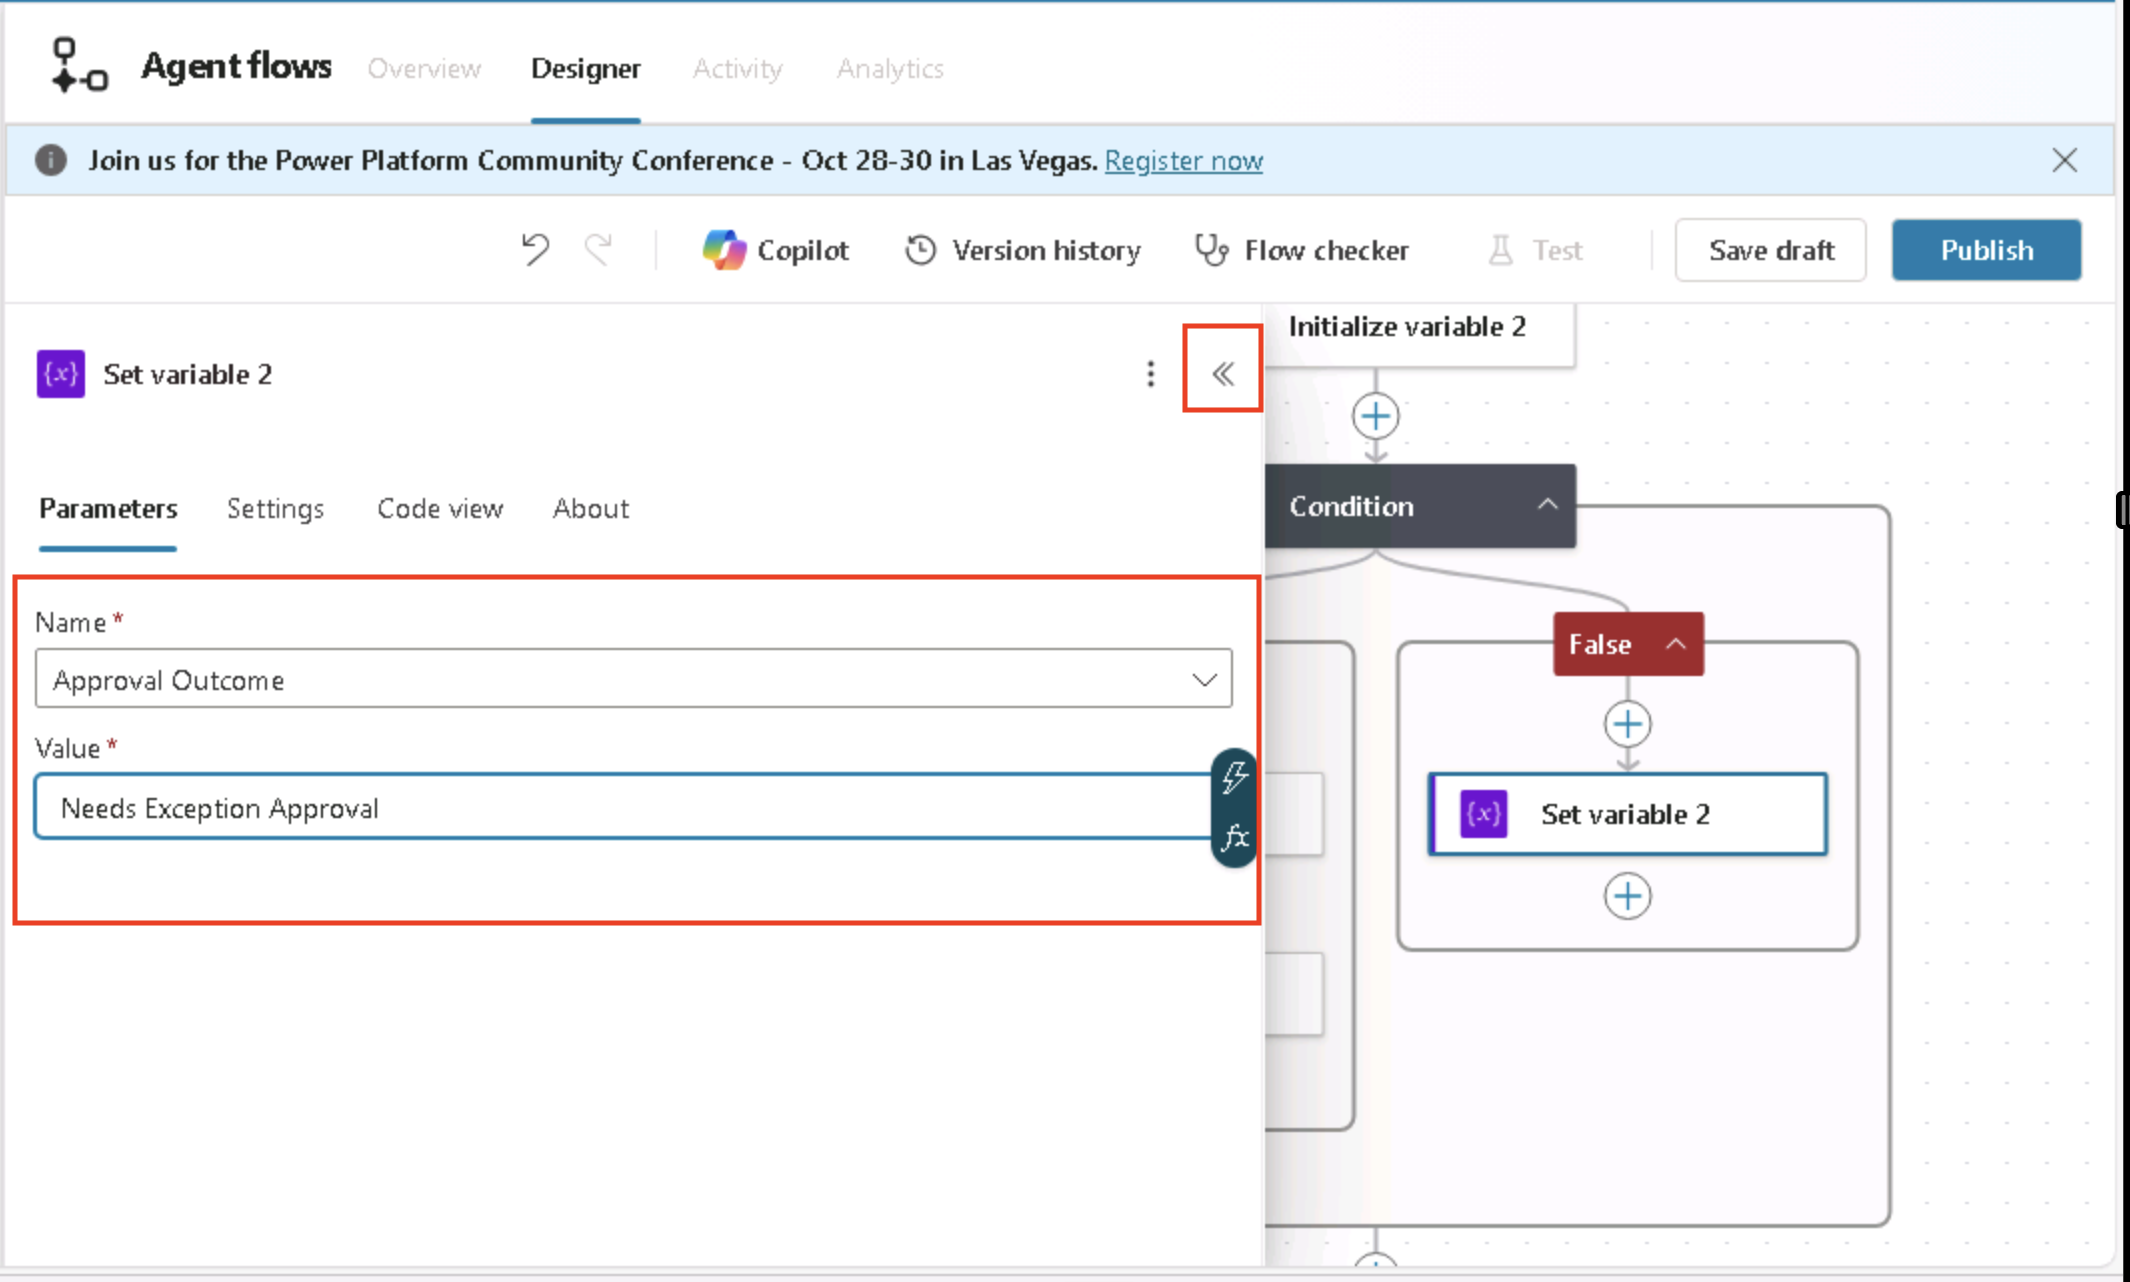 Agent flows Overview Designer Activity Analytics
Join us for the Power Platform Community Conference - Oct 28-30 in Las Vegas. Register now
Copilot Version history Flow checker Test Save draft Publish
Set variable 2
Parameters Settings Code view About
Name *
Approval Outcome
Value *
Needs Exception Approval
fx
Initialize variable 2
Condition
False
{x} Set variable 2